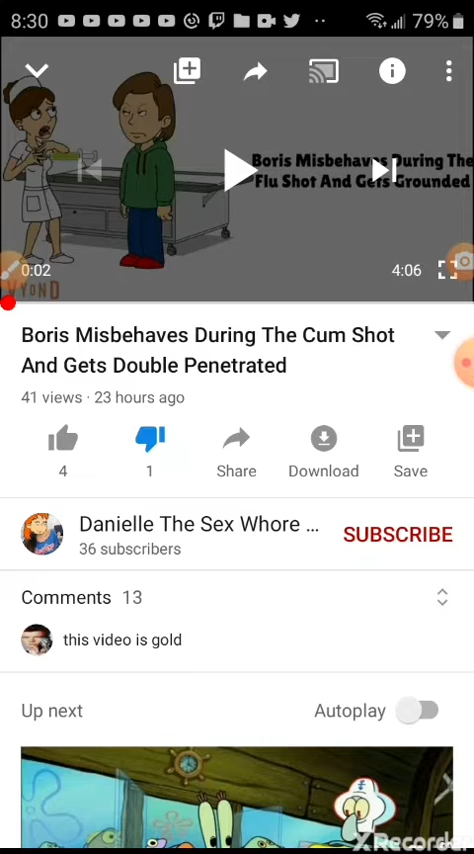 8:30
79%
Boris Misbehaves During The
Flu Shot And Gets Grounded
0:02
4:06
VYOND
Boris Misbehaves During The Cum Shot
And Gets Double Penetrated
41 views · 23 hours ago
4
1
Share
Download
Save
Danielle The Sex Whore ...
SUBSCRIBE
36 subscribers
Comments 13
this video is gold
Up next
Autoplay
XRecorder